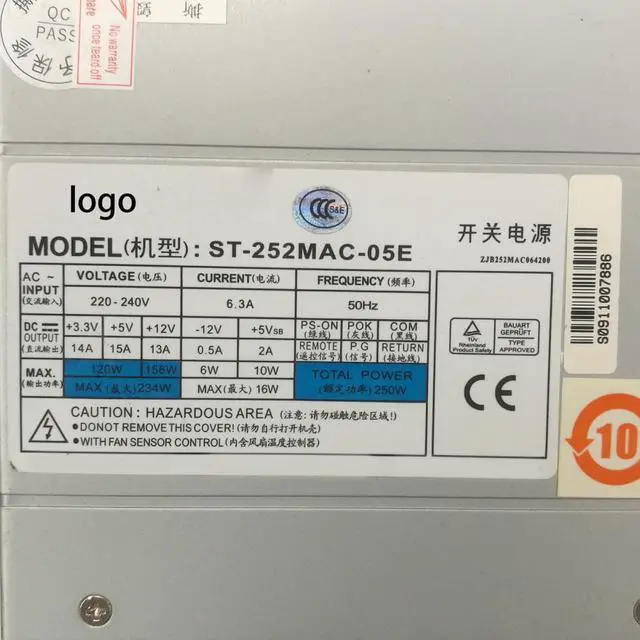 QC
PASS
保修
No warranty
once teard off
logo
CCC S&E
MODEL(机型): ST-252MAC-05E
开关电源
ZJB252MAC064200
AC ~ INPUT (交流输入)
VOLTAGE (电压) CURRENT(电流) FREQUENCY (频率)
220-240V 6.3A 50Hz
DC OUTPUT (直流输出)
+3.3V +5V +12V -12V +5VSB PS-ON (绿线) POK (灰线) COM (黑线)
14A 15A 13A 0.5A 2A REMOTE (遥控信号) P.G (信号) RETURN (接地线)
MAX. (输出功率)
120W 156W 6W 10W TOTAL POWER
MAX (最大) 234W MAX(最大) 16W (额定功率) 250W
CAUTION : HAZARDOUS AREA (注意: 请勿碰触危险区域!)
●DONOT REMOVE THIS COVER! (请勿自行打开机壳)
●WITH FAN SENSOR CONTROL (内含风扇温度控制器)
TÜV
Rheinland
Product Safety
BAUART
GEPRÜFT
TYPE
APPROVED
CE
S0911007886
10